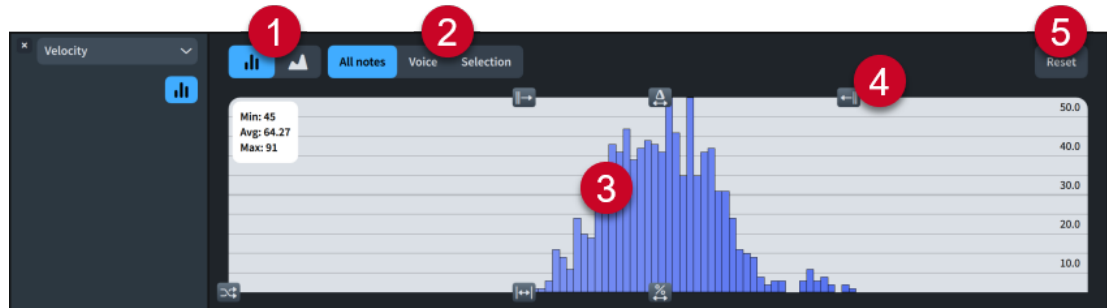 1
2
5
Velocity
All notes
Voice
Selection
Reset
4
Min: 45
Avg: 64.27
Max: 91
50.0
40.0
30.0
3
20.0
10.0
Δ
%